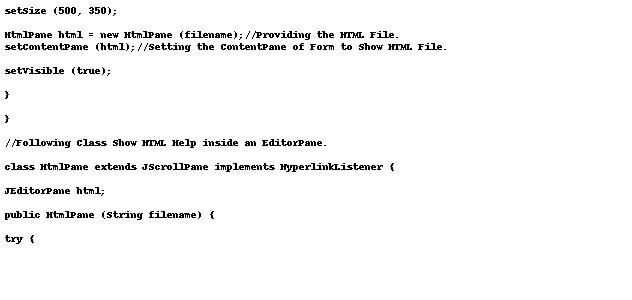 setSize (500, 350);
HtmlPane html = new HtmlPane (filename);//Providing the HTML File.
setContentPane (html);//Setting the ContentPane of Form to Show HTML File.
setVisible (true);
}
}
//Following Class Show HTML Help inside an EditorPane.
class HtmlPane extends JScrollPane implements HyperlinkListener {
JEditorPane html;
public HtmlPane (String filename) {
try {